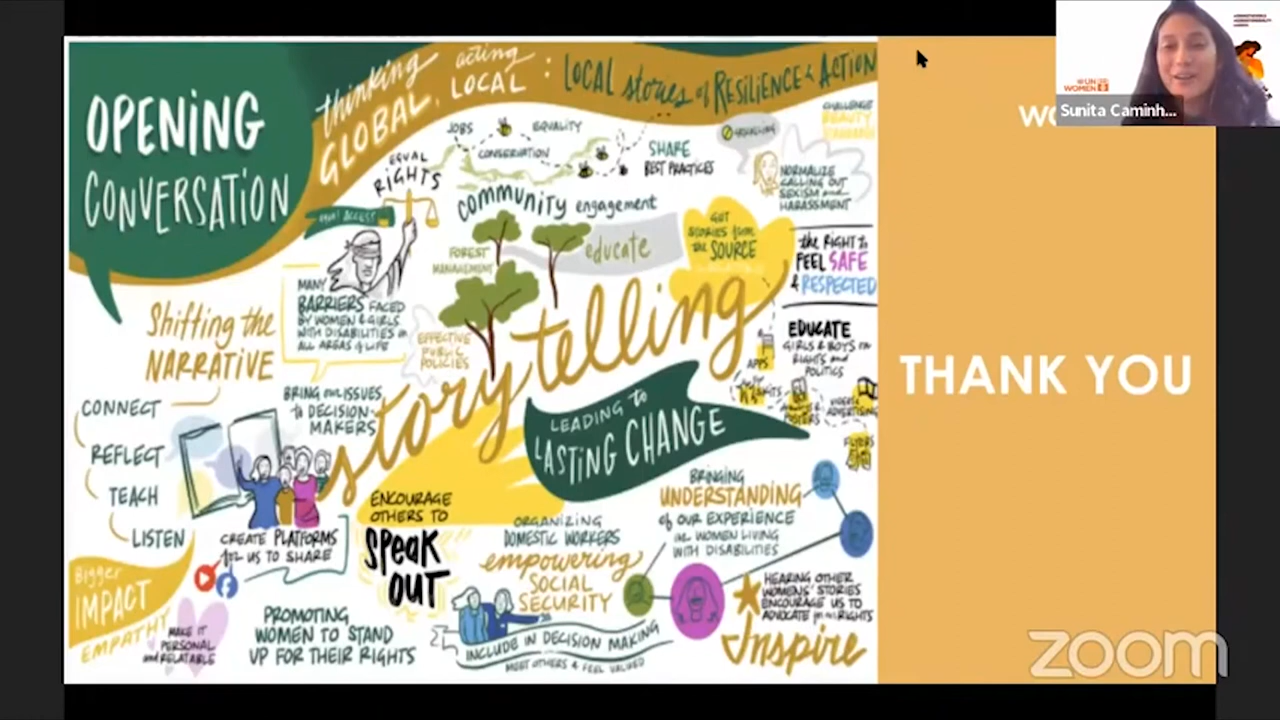 OPENING
CONVERSATION
thinking
GLOBAL,
acting
LOCAL :
LOCAL stories of RESILIENCE & ACTION
JOBS
EQUALITY
CONSERVATION
SHARE
BEST PRACTICES
CHALLENGE
BEAUTY
EQUAL
RIGHTS
EQUAL ACCESS
COMMUNITY engagement
NORMALIZE
CALLING OUT
SEXISM and
HARASSMENT
FOREST
MANAGEMENT
educate
GET
STORIES from
the SOURCE
the RIGHT to
FEEL SAFE
& RESPECTED
MANY
BARRIERS FACED
BY WOMEN & GIRLS
WITH DISABILITIES in
ALL AREAS of LIFE
EFFECTIVE
PUBLIC
POLICIES
Shifting the
NARRATIVE
CONNECT
REFLECT
TEACH
LISTEN
BRING our ISSUES
to DECISION-
MAKERS
storytelling
LEADING to
LASTING CHANGE
EDUCATE
GIRLS & BOYS on
RIGHTS and
POLITICS
APPS
VIDEO
ADVERTISING
FLYERS
CREATE PLATFORMS
for US TO SHARE
ENCOURAGE
OTHERS TO
SPEAK
OUT
ORGANIZING
DOMESTIC WORKERS
empowering
SOCIAL
SECURITY
BRINGING
UNDERSTANDING
of OUR EXPERIENCE
as WOMEN LIVING
WITH DISABILITIES
Bigger
IMPACT
EMPATHY
MAKE IT
PERSONAL
and RELATABLE
PROMOTING
WOMEN TO STAND
UP FOR THEIR RIGHTS
INCLUDE IN DECISION MAKING
MEET OTHERS & FEEL VALUED
HEARING OTHER
WOMENS' STORIES
ENCOURAGE US TO
ADVOCATE for our RIGHTS
Inspire
THANK YOU
UN
WOMEN
Sunita Caminh...
zoom